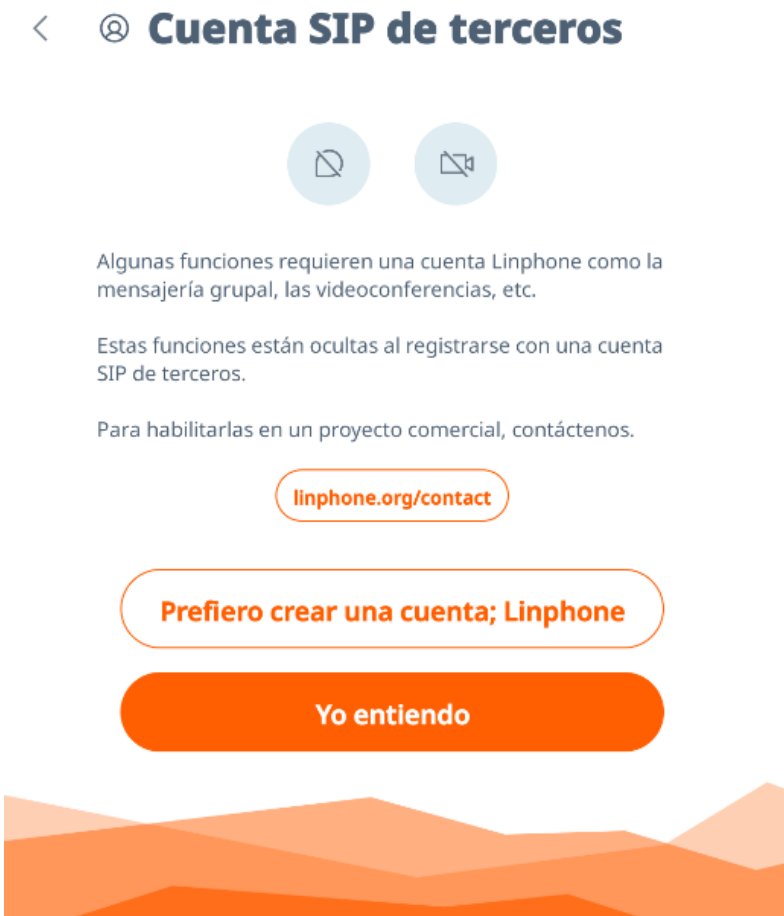 Cuenta SIP de terceros
Algunas funciones requieren una cuenta Linphone como la
mensajería grupal, las videoconferencias, etc.
Estas funciones están ocultas al registrarse con una cuenta
SIP de terceros.
Para habilitarlas en un proyecto comercial, contáctenos.
linphone.org/contact
Prefiero crear una cuenta; Linphone
Yo entiendo